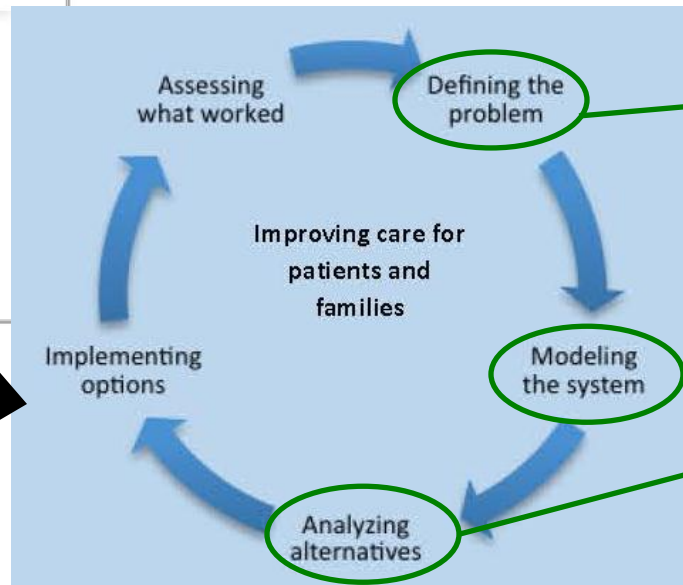 Assessing
what worked
Defining the
problem
Improving care for
patients and
families
Implementing
options
Modeling
the system
Analyzing
alternatives